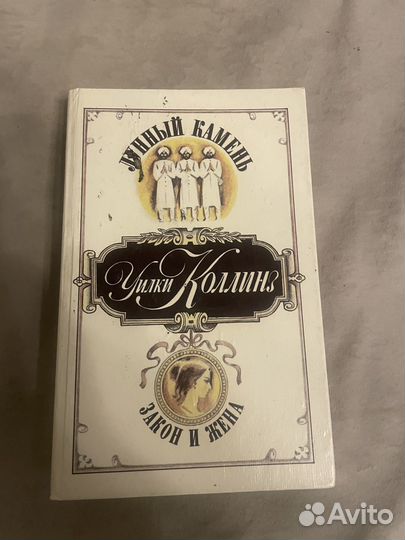 ЛУННЫЙ КАМЕНЬ
Уилки Коллинз
ЗАКОН И ЖЕНА
Avito